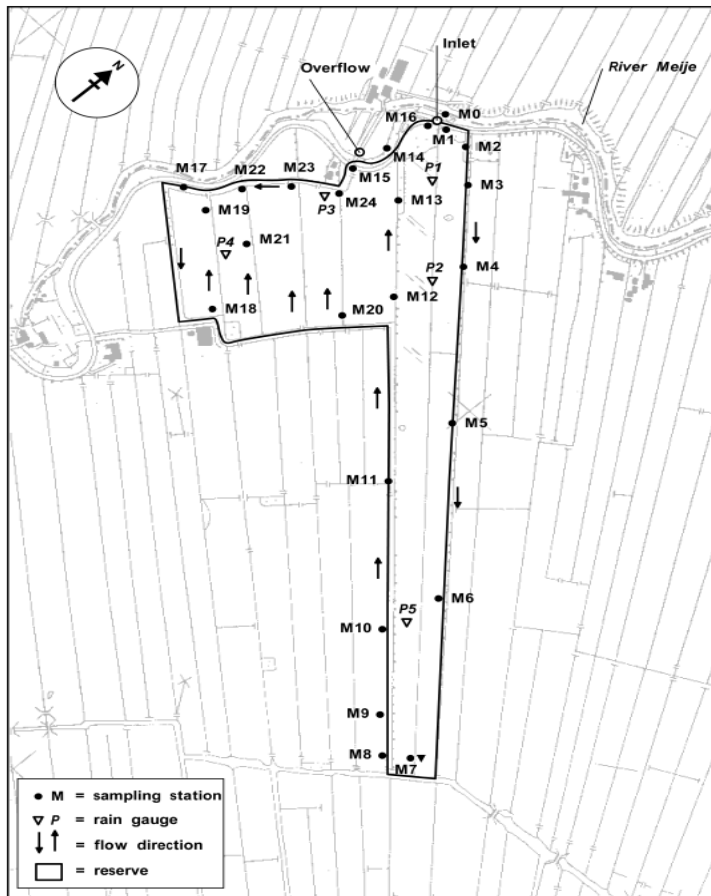 Inlet
Overflow
River Meije
N
M0
M16
M1
M14
M2
M15
P1
M17
M22
M23
M3
M24
M13
P3
M19
M21
P4
M4
P2
M12
M18
M20
M5
M11
M6
P5
M10
M9
M8
M7
M = sampling station
P = rain gauge
= flow direction
= reserve